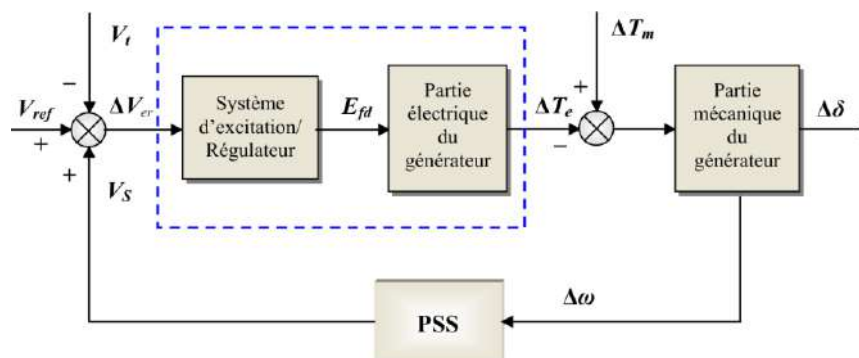 V_t
ΔT_m
−
+
V_ref
+
ΔV_er
Système
d'excitation/
Régulateur
E_fd
Partie
électrique
du
générateur
ΔT_e
−
Partie
mécanique
du
générateur
Δδ
+
V_S
PSS
Δω